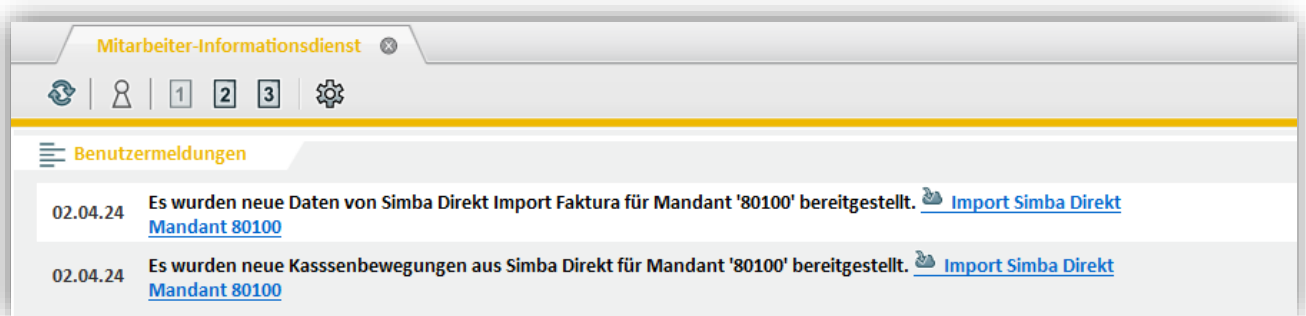 Mitarbeiter-Informationsdienst
1 2 3
Benutzermeldungen
02.04.24 Es wurden neue Daten von Simba Direkt Import Faktura für Mandant '80100' bereitgestellt. Import Simba Direkt
Mandant 80100
02.04.24 Es wurden neue Kasssenbewegungen aus Simba Direkt für Mandant '80100' bereitgestellt. Import Simba Direkt
Mandant 80100